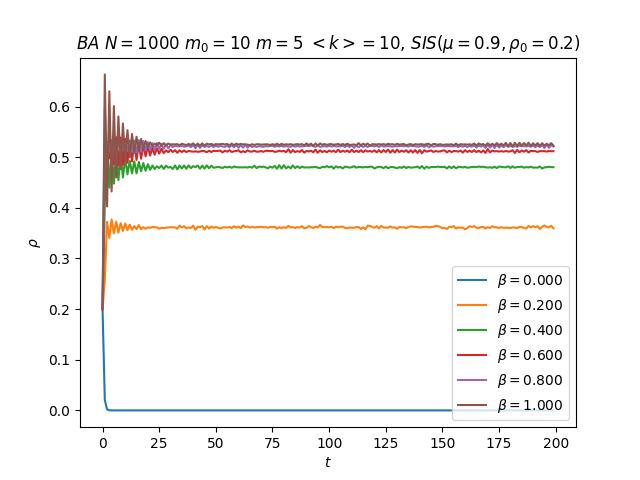 BA N = 1000 m₀ = 10 m = 5 < k >= 10, SIS(μ = 0.9, ρ₀ = 0.2)
0.6
0.5
0.4
0.3
0.2
0.1
0.0
ρ
β = 0.000
β = 0.200
β = 0.400
β = 0.600
β = 0.800
β = 1.000
0 25 50 75 100 125 150 175 200
t